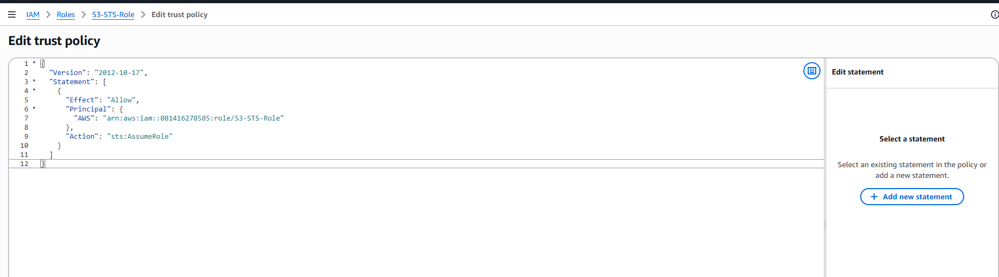 IAM > Roles > S3-STS-Role > Edit trust policy
Edit trust policy
1 {
2 "Version": "2012-10-17",
3 "Statement": [
4 {
5 "Effect": "Allow",
6 "Principal": {
7 "AWS": "arn:aws:iam::081416278585:role/S3-STS-Role"
8 },
9 "Action": "sts:AssumeRole"
10 }
11 ]
12 }
Edit statement
Select a statement
Select an existing statement in the policy or
add a new statement.
+ Add new statement